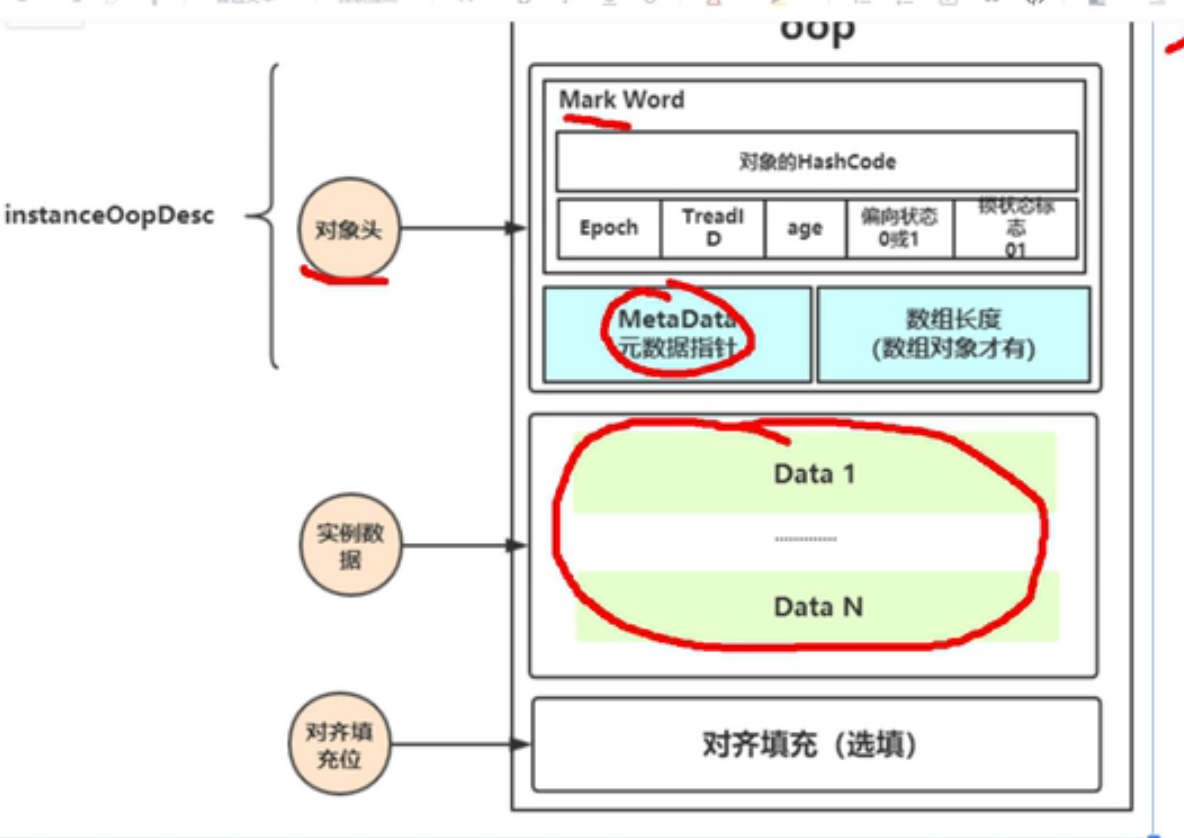 oop
Mark Word
对象的HashCode
instanceOopDesc
对象头
Epoch
TreadI
D
age
偏向状态
0或1
锁状态标
志
01
MetaData
元数据指针
数组长度
(数组对象才有)
实例数
据
Data 1
..............
Data N
对齐填
充位
对齐填充（选填）